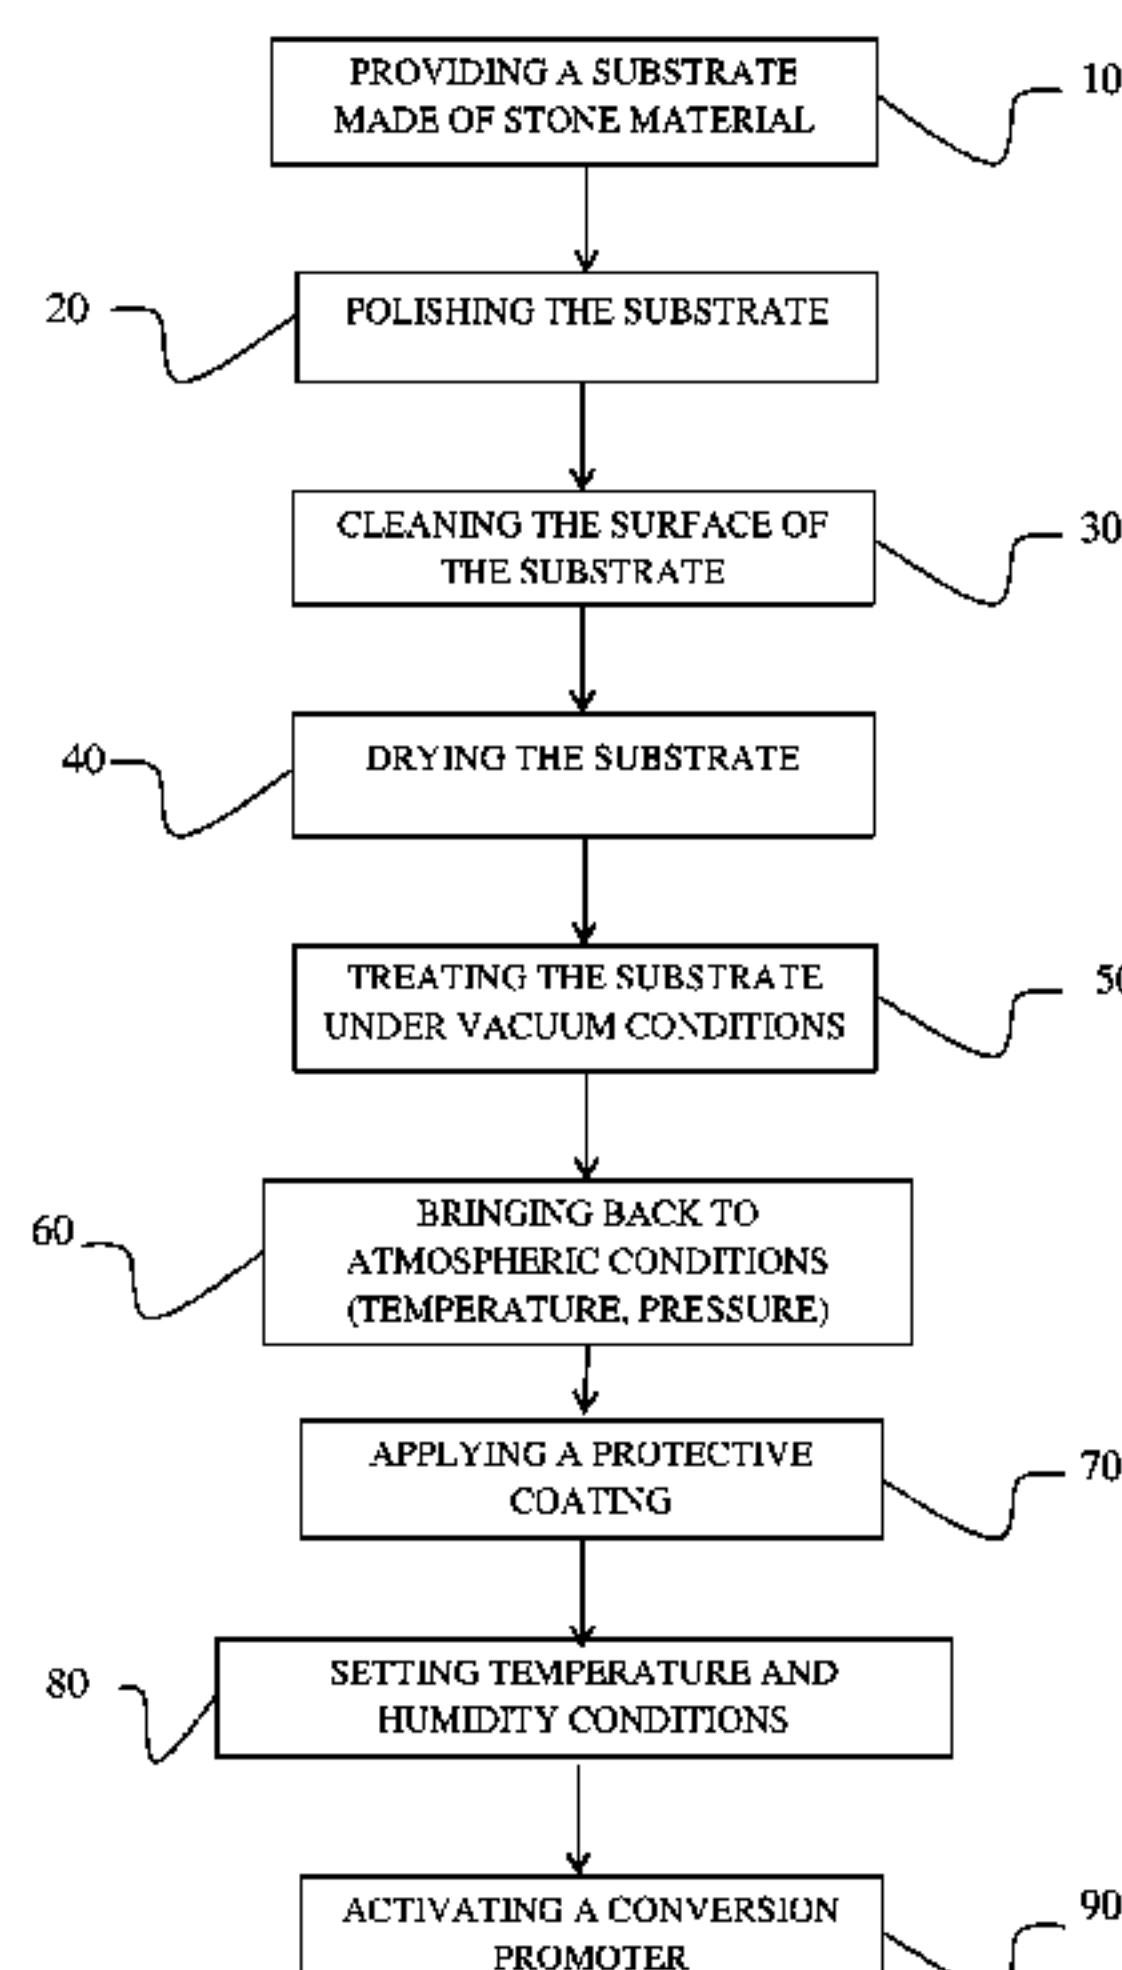 PROVIDING A SUBSTRATE
MADE OF STONE MATERIAL
10
20
POLISHING THE SUBSTRATE
CLEANING THE SURFACE OF
THE SUBSTRATE
30
40
DRYING THE SUBSTRATE
TREATING THE SUBSTRATE
UNDER VACUUM CONDITIONS
50
60
BRINGING BACK TO
ATMOSPHERIC CONDITIONS
(TEMPERATURE, PRESSURE)
APPLYING A PROTECTIVE
COATING
70
80
SETTING TEMPERATURE AND
HUMIDITY CONDITIONS
ACTIVATING A CONVERSION
PROMOTER
90